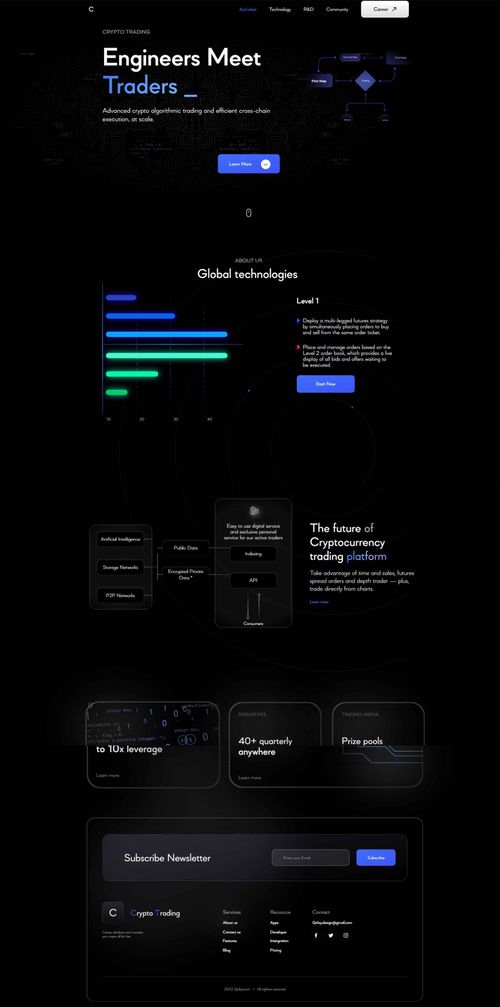 C
Activities
Technology
R&D
Community
Career
CRYPTO TRADING
Engineers Meet
Traders _
Advanced crypto algorithmic trading and efficient cross-chain
execution, at scale.
First Step
Trading
Learn More
ABOUT US
Global technologies
Level 1
Deploy a multi-legged futures strategy
by simultaneously placing orders to buy
and sell from the same order ticket.
Place and manage orders based on the
Level 2 order book, which provides a live
display of all bids and offers waiting to
be executed.
Start Now
10
20
30
40
Artificial Intelligence
Storage Networks
P2P Networks
Public Data
Encrypted Private
Data *
Easy to use digital service
and exclusive personal
service for our active traders
Indexing
API
Consumers
The future of
Cryptocurrency
trading platform
Take advantage of time and sales, futures
spread orders and depth trader — plus,
trade directly from charts.
Learn more
to 10x leverage
Learn more
DERIVATIVES
40+ quarterly
anywhere
Learn more
TRADING ARENA
Prize pools
Subscribe Newsletter
Enter your Email
Subscribe
C
Crypto Trading
Services
About us
Contact us
Features
Blog
Resource
Apps
Developer
Intergration
Pricing
Contact